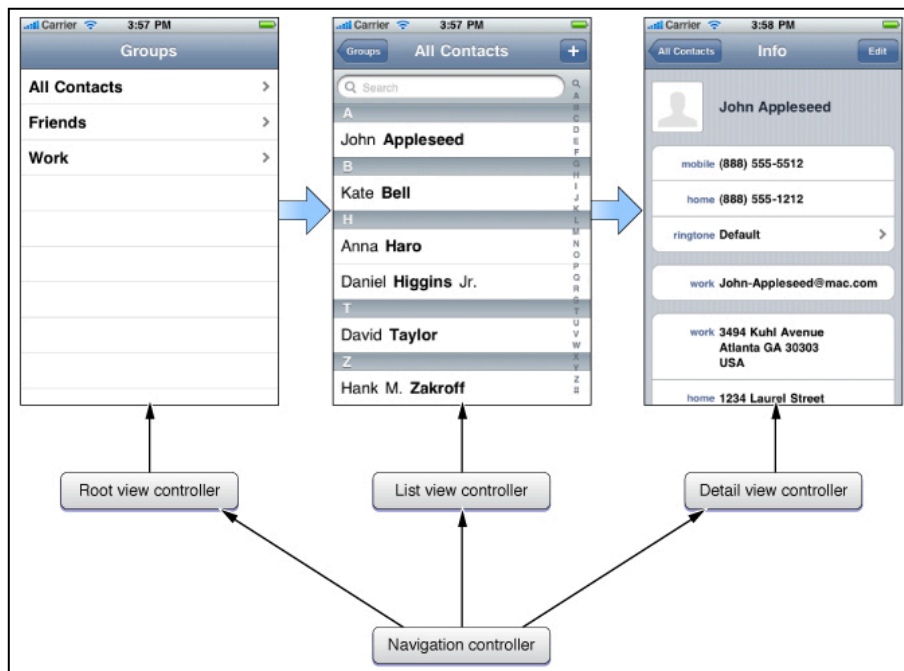 Carrier 3:57 PM
Groups
All Contacts
Friends
Work
Carrier 3:57 PM
Groups All Contacts +
Search
A
John Appleseed
B
Kate Bell
H
Anna Haro
Daniel Higgins Jr.
T
David Taylor
Z
Hank M. Zakroff
A
B
C
D
E
F
G
H
I
J
K
L
M
N
O
P
Q
R
S
T
U
V
W
X
Y
Z
#
Carrier 3:58 PM
All Contacts Info Edit
John Appleseed
mobile (888) 555-5512
home (888) 555-1212
ringtone Default
work John-Appleseed@mac.com
work 3494 Kuhl Avenue
Atlanta GA 30303
USA
home 1234 Laurel Street
Root view controller
List view controller
Detail view controller
Navigation controller